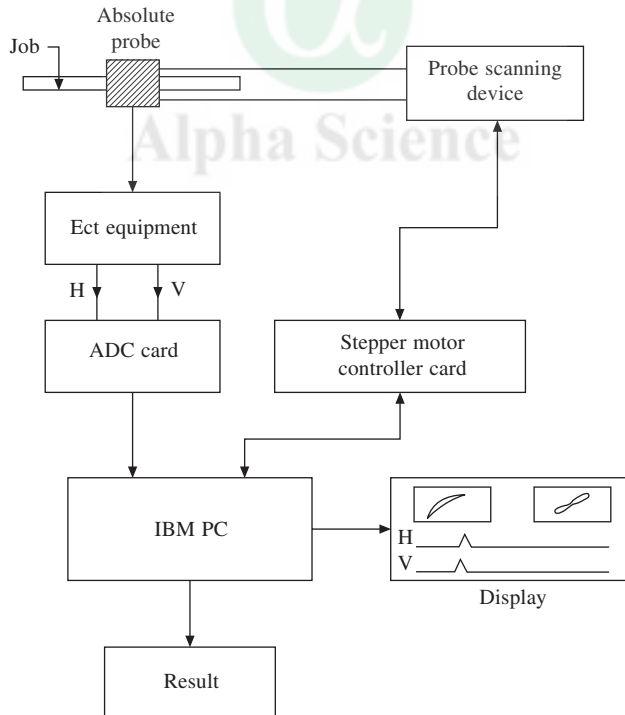 Absolute
probe
Job
Probe scanning
device
α
Alpha Science
Ect equipment
H V
ADC card
Stepper motor
controller card
IBM PC
H
V
Display
Result